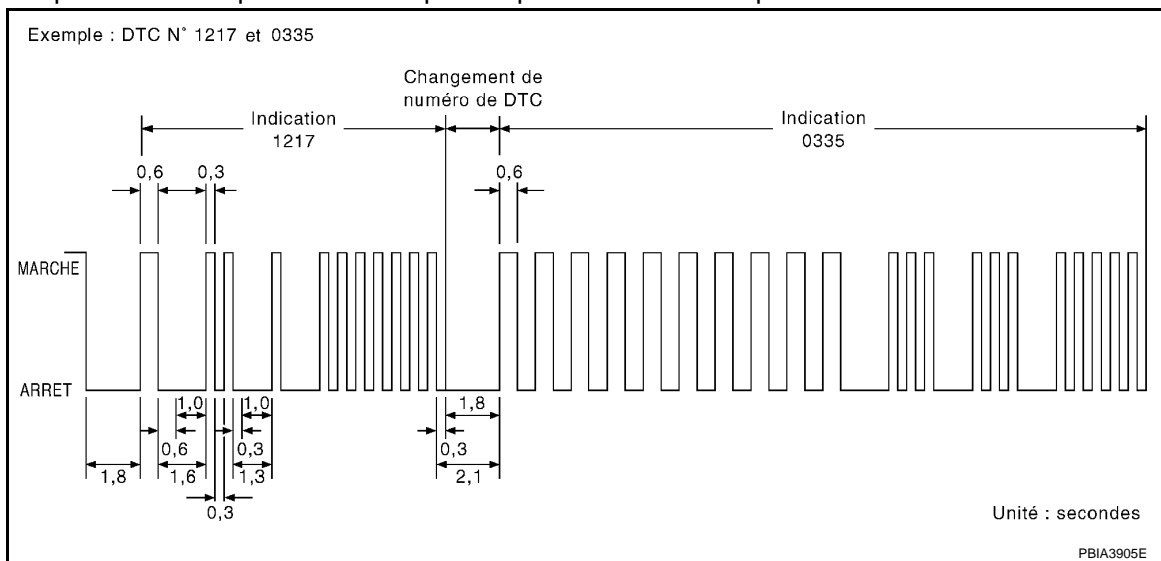 Exemple : DTC N° 1217 et 0335
Changement de
numéro de DTC
Indication
1217
Indication
0335
0,6
0,3
0,6
MARCHE
ARRET
1,0
1,0
1,8
0,6
0,3
0,3
1,8
1,6
1,3
2,1
0,3
Unité : secondes
PBIA3905E